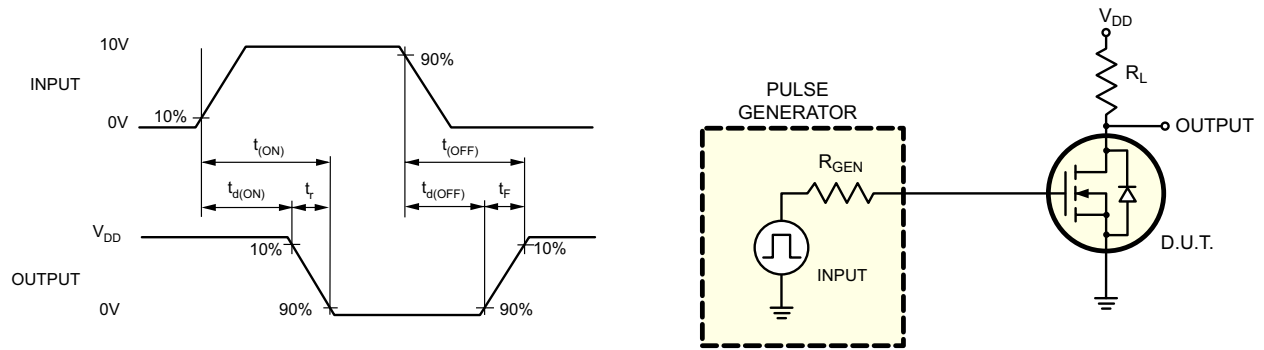 10V
INPUT
90%
10%
0V
t(ON)
t(OFF)
td(ON)
tr
td(OFF)
tF
VDD
10%
10%
OUTPUT
0V
90%
90%
PULSE
GENERATOR
RGEN
INPUT
VDD
RL
OUTPUT
D.U.T.